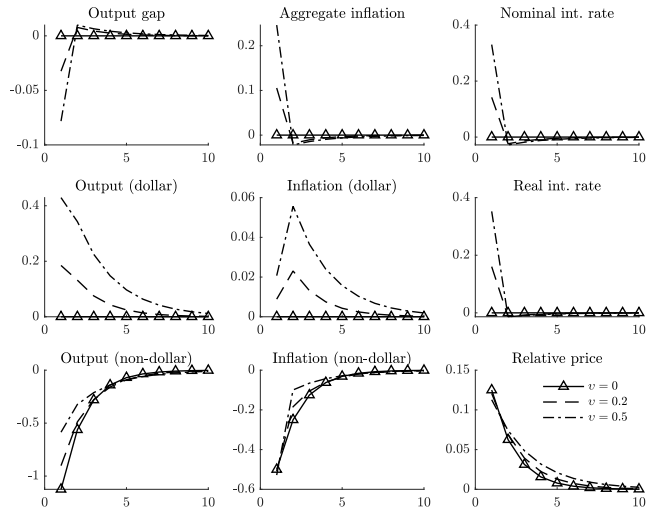 Output gap
Aggregate inflation
Nominal int. rate
0
-0.05
-0.1
0 5 10
0.2
0.1
0
0 5 10
0.4
0.2
0
0 5 10
Output (dollar)
Inflation (dollar)
Real int. rate
0.4
0.2
0
0 5 10
0.06
0.04
0.02
0
0 5 10
0.4
0.2
0
0 5 10
Output (non-dollar)
Inflation (non-dollar)
Relative price
0
-0.5
-1
0 5 10
0
-0.2
-0.4
-0.6
0 5 10
0.15
0.1
0.05
0
0 5 10
υ = 0
υ = 0.2
υ = 0.5